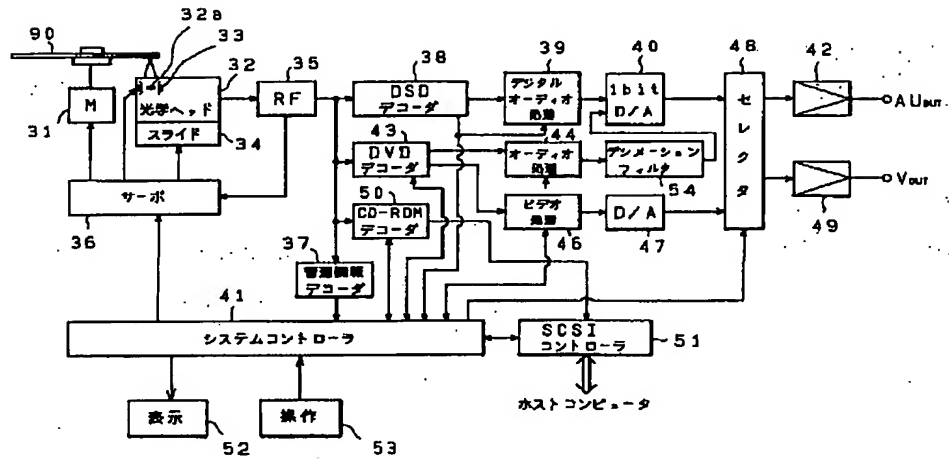 90
32a
33
32
35
38
39
40
48
42
M
31
光学ヘッド
スライド
34
RF
DSD
デコーダ
デジタル
オーディオ
処理
1bit
D/A
セレクタ
AUOUT
43
44
DVD
デコーダ
オーディオ
処理
デシメーション
フィルタ
54
サーボ
36
50
CD-ROM
デコーダ
ビデオ
処理
46
D/A
47
VOUT
49
37
管理情報
デコーダ
41
システムコントローラ
SCSI
コントローラ
51
ホストコンピュータ
表示
52
操作
53